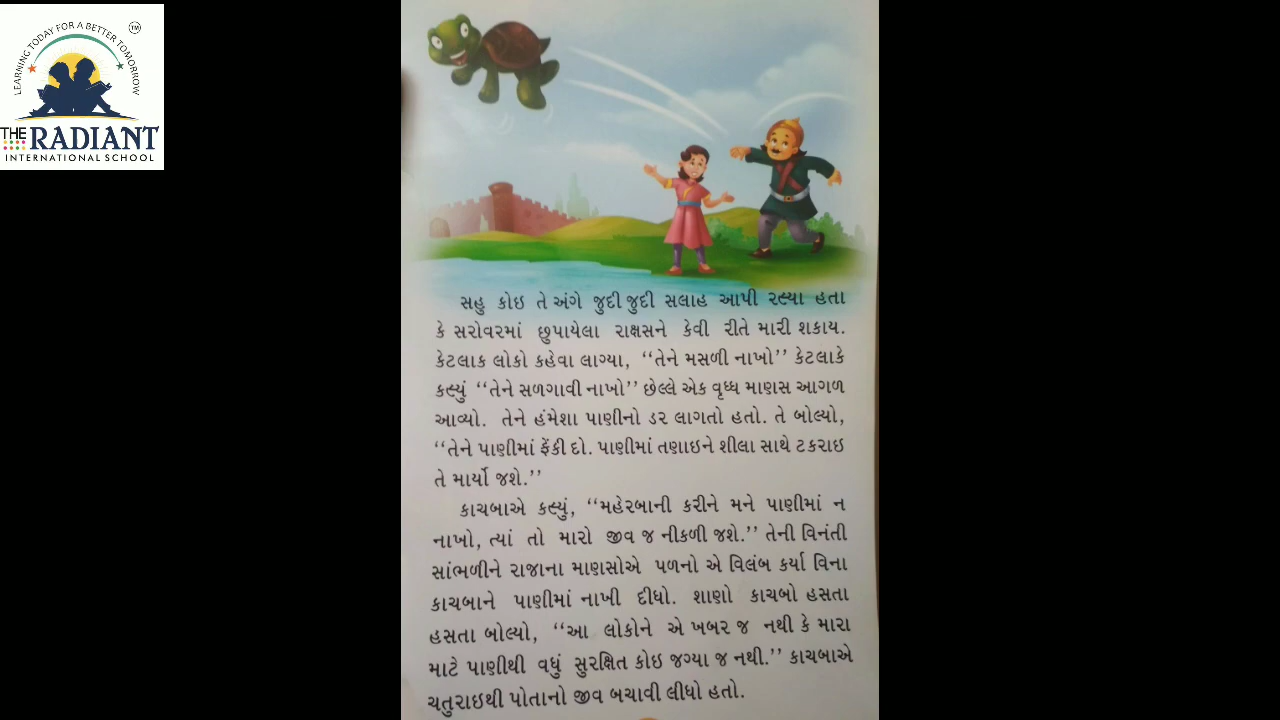 LEARNING TODAY FOR A BETTER TOMORROW
TM
THE RADIANT
INTERNATIONAL SCHOOL
સહુ કોઇ તે અંગે જુદી જુદી સલાહ આપી રહ્યા હતા
કે સરોવરમાં છુપાયેલા રાક્ષસને કેવી રીતે મારી શકાય.
કેટલાક લોકો કહેવા લાગ્યા, ‘‘તેને મસળી નાખો’’ કેટલાકે
કહ્યું ‘‘તેને સળગાવી નાખો’’ છેલ્લે એક વૃધ્ધ માણસ આગળ
આવ્યો. તેને હંમેશા પાણીનો ડર લાગતો હતો. તે બોલ્યો,
‘‘તેને પાણીમાં ફેંકી દો. પાણીમાં તણાઇને શીલા સાથે ટકરાઇ
તે માર્યો જશે.’’
કાચબાએ કહ્યું, ‘‘મહેરબાની કરીને મને પાણીમાં ન
નાખો, ત્યાં તો મારો જીવ જ નીકળી જશે.’’ તેની વિનંતી
સાંભળીને રાજાના માણસોએ પળનો એ વિલંબ કર્યા વિના
કાચબાને પાણીમાં નાખી દીધો. શાણો કાચબો હસતા
હસતા બોલ્યો, ‘‘આ લોકોને એ ખબર જ નથી કે મારા
માટે પાણીથી વધું સુરક્ષિત કોઇ જગ્યા જ નથી.’’ કાચબાએ
ચતુરાઇથી પોતાનો જીવ બચાવી લીધો હતો.